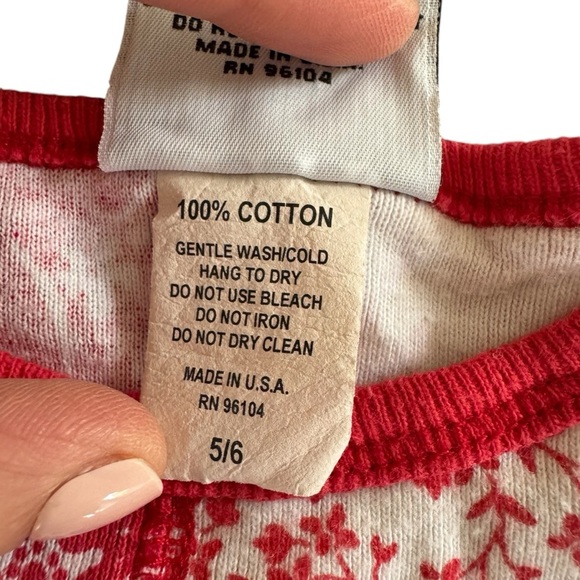 DO
MADE IN
RN 96104
100% COTTON
GENTLE WASH/COLD
HANG TO DRY
DO NOT USE BLEACH
DO NOT IRON
DO NOT DRY CLEAN
MADE IN U.S.A.
RN 96104
5/6